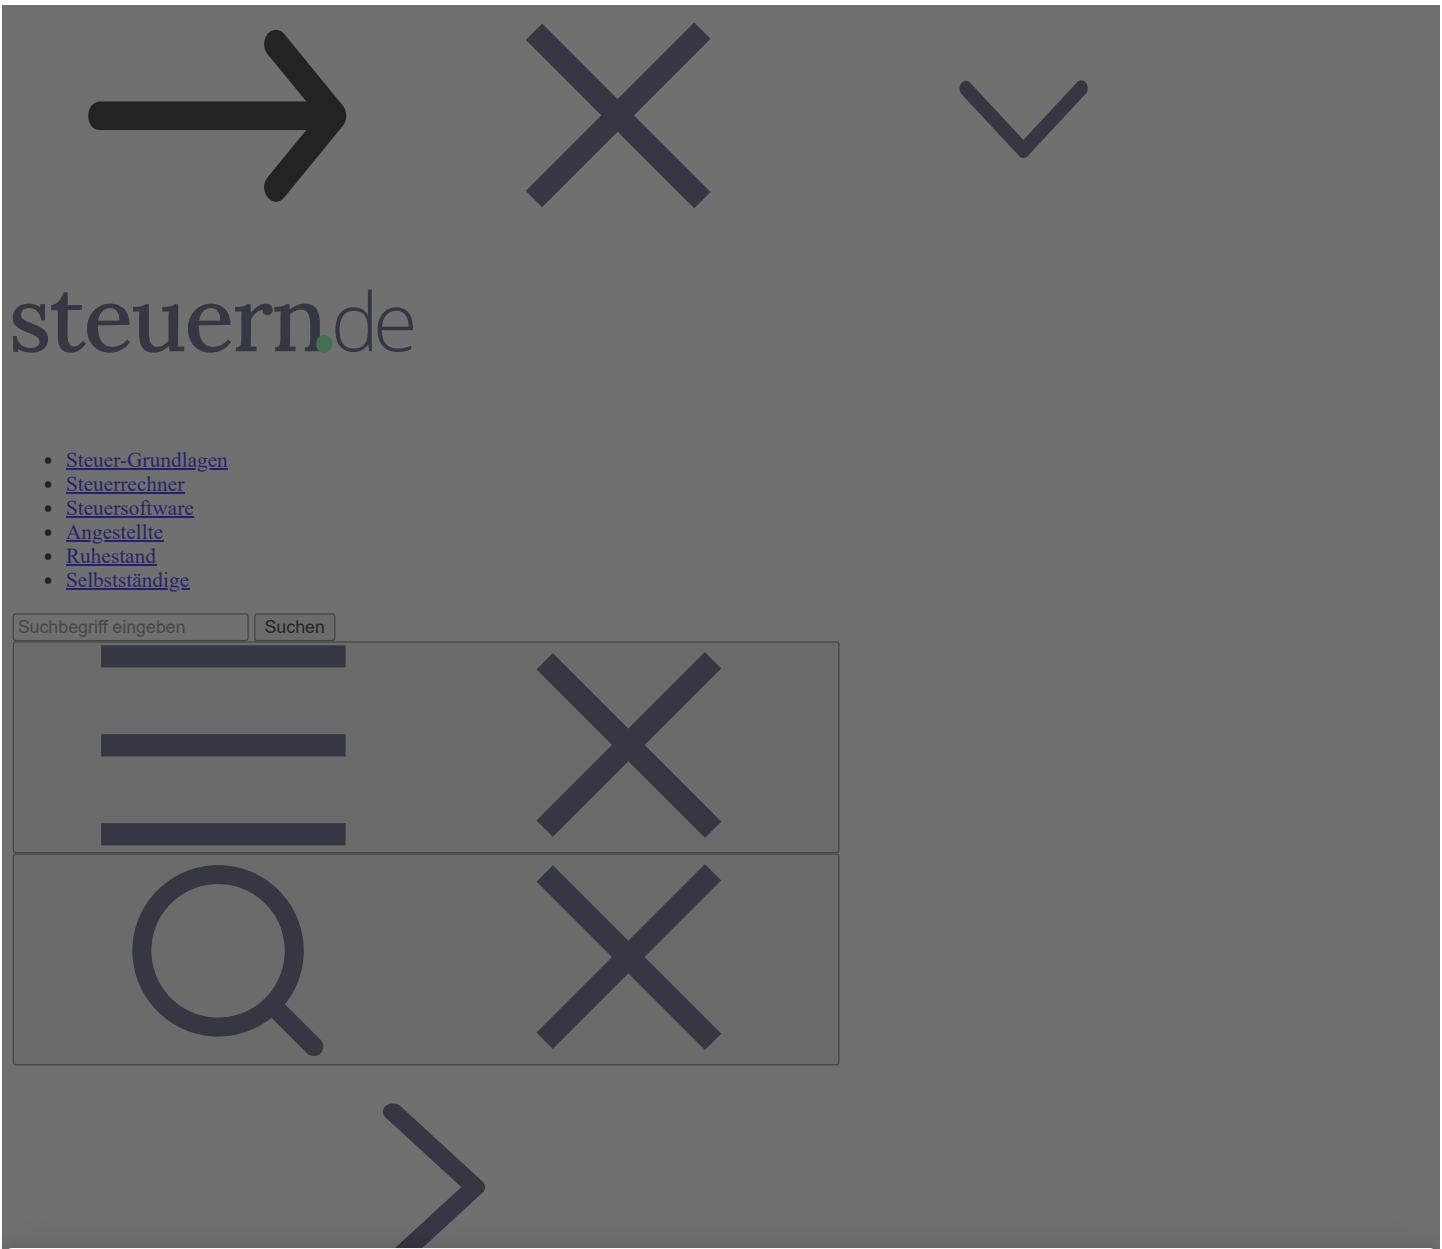 steuern.de
Steuer-Grundlagen
Steuerrechner
Steuersoftware
Angestellte
Ruhestand
Selbstständige
Suchbegriff eingeben Suchen